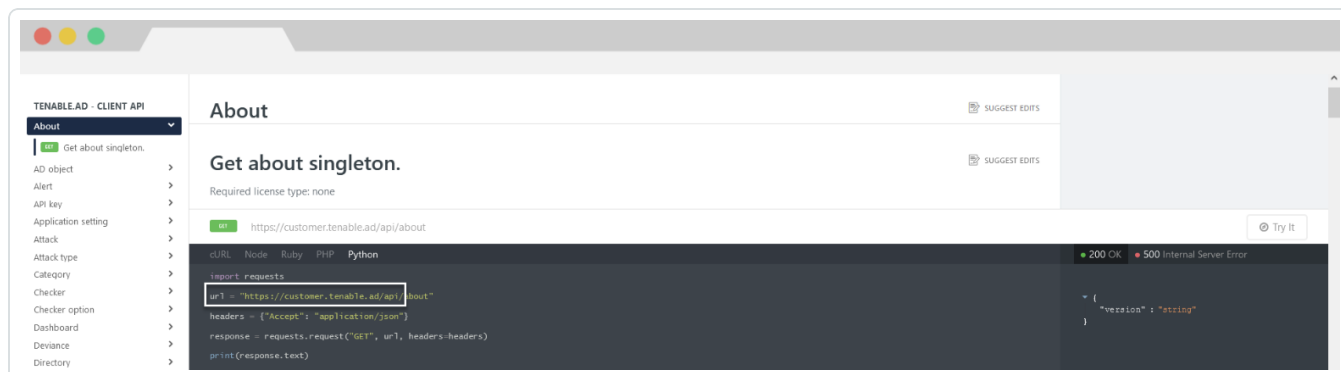 TENABLE.AD - CLIENT API
About
GET Get about singleton.
AD object
Alert
API key
Application setting
Attack
Attack type
Category
Checker
Checker option
Dashboard
Deviance
Directory
About
SUGGEST EDITS
Get about singleton.
SUGGEST EDITS
Required license type: none
GET https://customer.tenable.ad/api/about
Try It
cURL Node Ruby PHP Python
import requests
url = "https://customer.tenable.ad/api/about"
headers = {"Accept": "application/json"}
response = requests.request("GET", url, headers=headers)
print(response.text)
200 OK 500 Internal Server Error
{
"version" : "string"
}